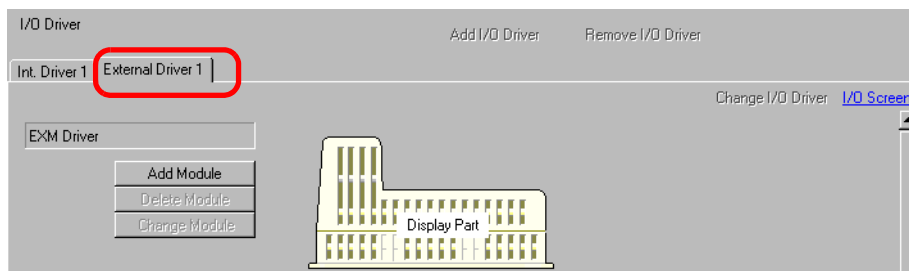 I/O Driver
Add I/O Driver Remove I/O Driver
Int. Driver 1 External Driver 1
Change I/O Driver I/O Screen
EXM Driver
Add Module
Delete Module
Change Module
Display Part